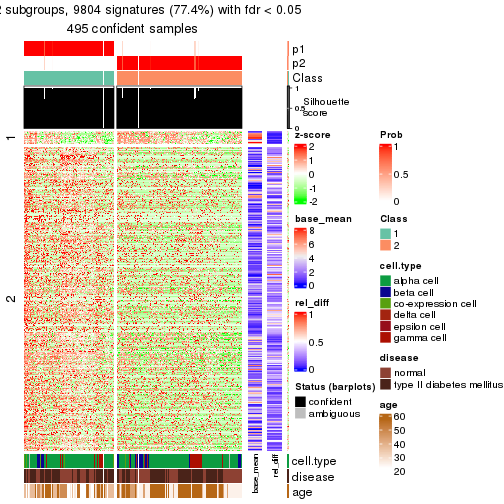 2 subgroups, 9804 signatures (77.4%) with fdr < 0.05
495 confident samples
p1
p2
Class
1
0.5
0
Silhouette
score
1
2
z-score
2
1
0
-1
-2
base_mean
8
6
4
2
0
rel_diff
1
0.5
0
Status (barplots)
confident
ambiguous
Prob
1
0.5
0
Class
1
2
cell.type
alpha cell
beta cell
co-expression cell
delta cell
epsilon cell
gamma cell
disease
normal
type II diabetes mellitus
age
60
50
40
30
20
base_mean
rel_diff
cell.type
disease
age